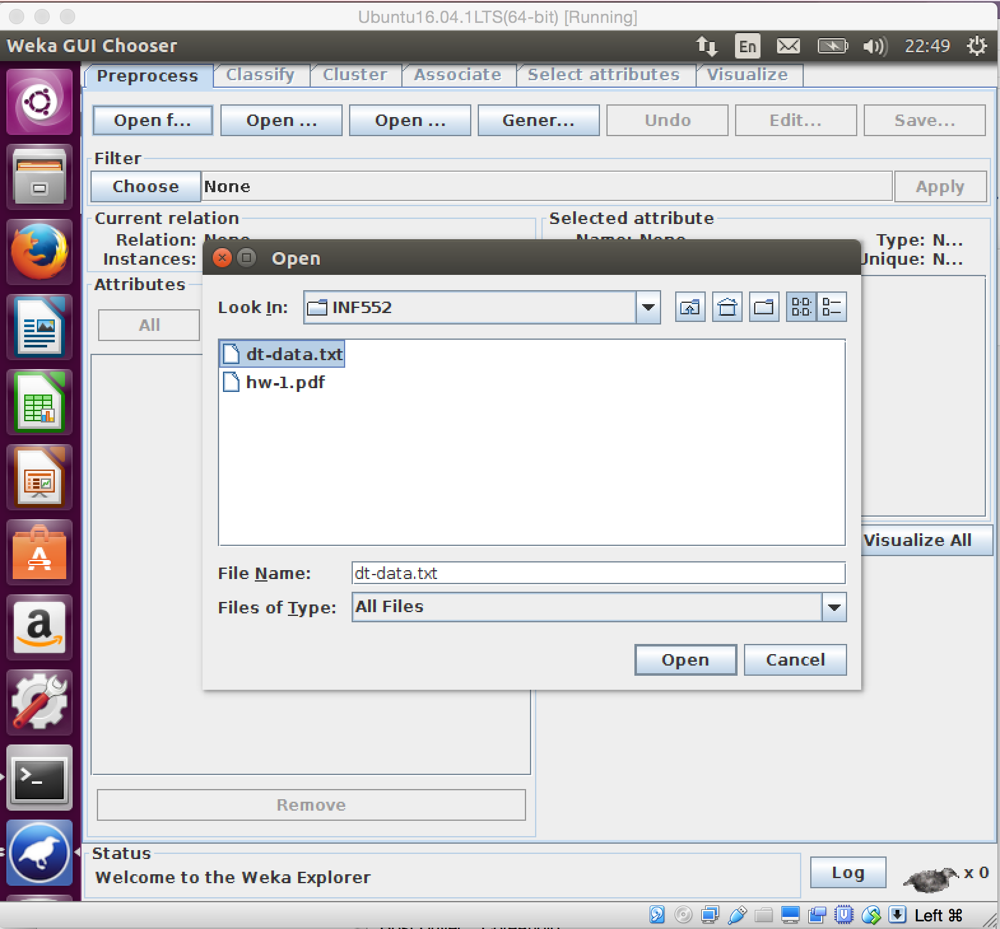 Ubuntu16.04.1LTS(64-bit) [Running]
Weka GUI Chooser
En
22:49
Preprocess
Classify
Cluster
Associate
Select attributes
Visualize
Open f...
Open ...
Open ...
Gener...
Undo
Edit...
Save...
Filter
Choose
None
Apply
Current relation
Selected attribute
Relation: None
Name: None
Type: N...
Instances:
Unique: N...
Attributes
All
Open
Look In:
INF552
dt-data.txt
hw-1.pdf
Visualize All
File Name:
dt-data.txt
Files of Type:
All Files
Open
Cancel
Remove
Status
Welcome to the Weka Explorer
Log
x 0
Left ⌘